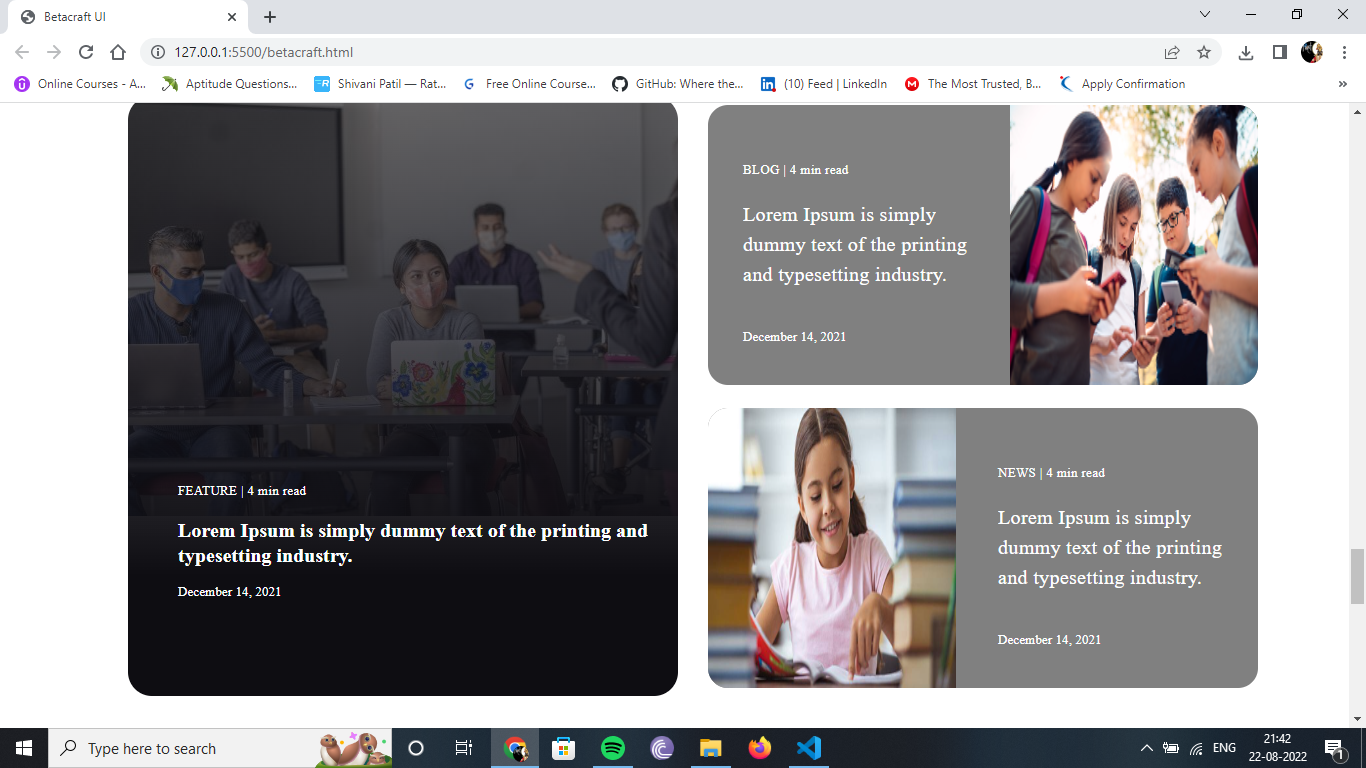 Betacraft UI
127.0.0.1:5500/betacraft.html
Online Courses - A...
Aptitude Questions...
Shivani Patil — Rat...
Free Online Course...
GitHub: Where the...
(10) Feed | LinkedIn
The Most Trusted, B...
Apply Confirmation
»
FEATURE | 4 min read
Lorem Ipsum is simply dummy text of the printing and
typesetting industry.
December 14, 2021
BLOG | 4 min read
Lorem Ipsum is simply
dummy text of the printing
and typesetting industry.
December 14, 2021
NEWS | 4 min read
Lorem Ipsum is simply
dummy text of the printing
and typesetting industry.
December 14, 2021
Type here to search
ENG
21:42
22-08-2022
1